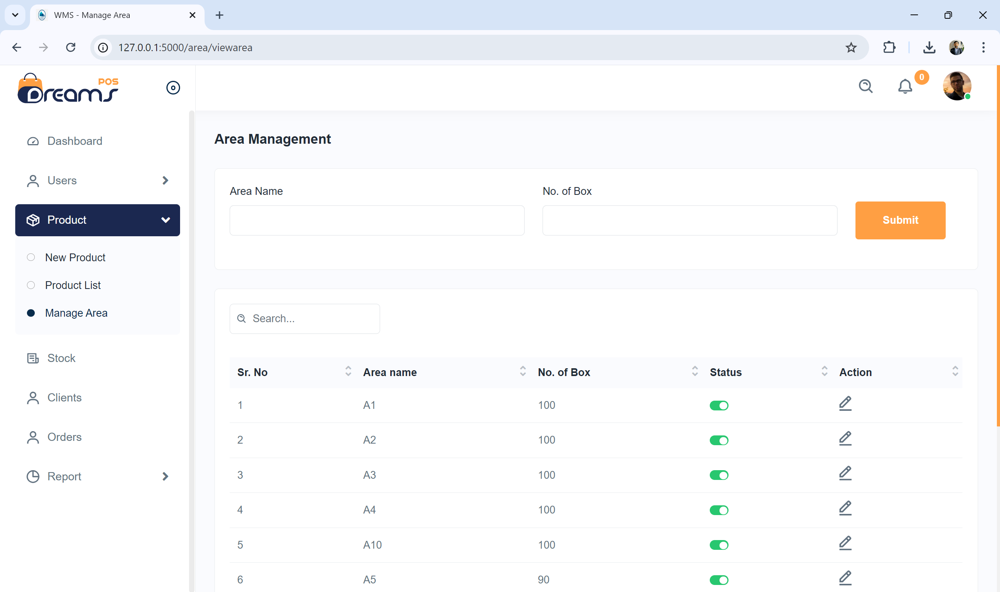 WMS - Manage Area
127.0.0.1:5000/area/viewarea
Dreams POS
0
Dashboard
Users
Product
New Product
Product List
Manage Area
Stock
Clients
Orders
Report
Area Management
Area Name
No. of Box
Submit
Search...
Sr. No Area name No. of Box Status Action
1 A1 100
2 A2 100
3 A3 100
4 A4 100
5 A10 100
6 A5 90